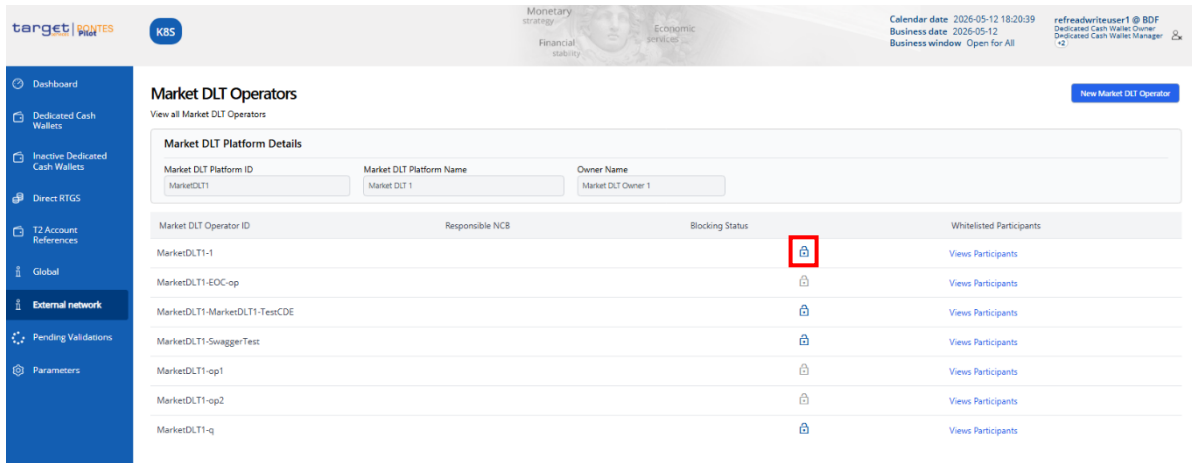 target | PONTES
Pilot
K8S
Monetary
strategy
Economic
services
Financial
stability
Calendar date 2026-05-12 18:20:39
Business date 2026-05-12
Business window Open for All
refreadwriteuser1 @ BDF
Dedicated Cash Wallet Owner
Dedicated Cash Wallet Manager
+2
Dashboard
Dedicated Cash
Wallets
Inactive Dedicated
Cash Wallets
Direct RTGS
T2 Account
References
Global
External network
Pending Validations
Parameters
Market DLT Operators
New Market DLT Operator
View all Market DLT Operators
Market DLT Platform Details
Market DLT Platform ID Market DLT Platform Name Owner Name
MarketDLT1 Market DLT 1 Market DLT Owner 1
Market DLT Operator ID Responsible NCB Blocking Status Whitelisted Participants
MarketDLT1-1 Views Participants
MarketDLT1-EOC-op Views Participants
MarketDLT1-MarketDLT1-TestCDE Views Participants
MarketDLT1-SwaggerTest Views Participants
MarketDLT1-op1 Views Participants
MarketDLT1-op2 Views Participants
MarketDLT1-q Views Participants